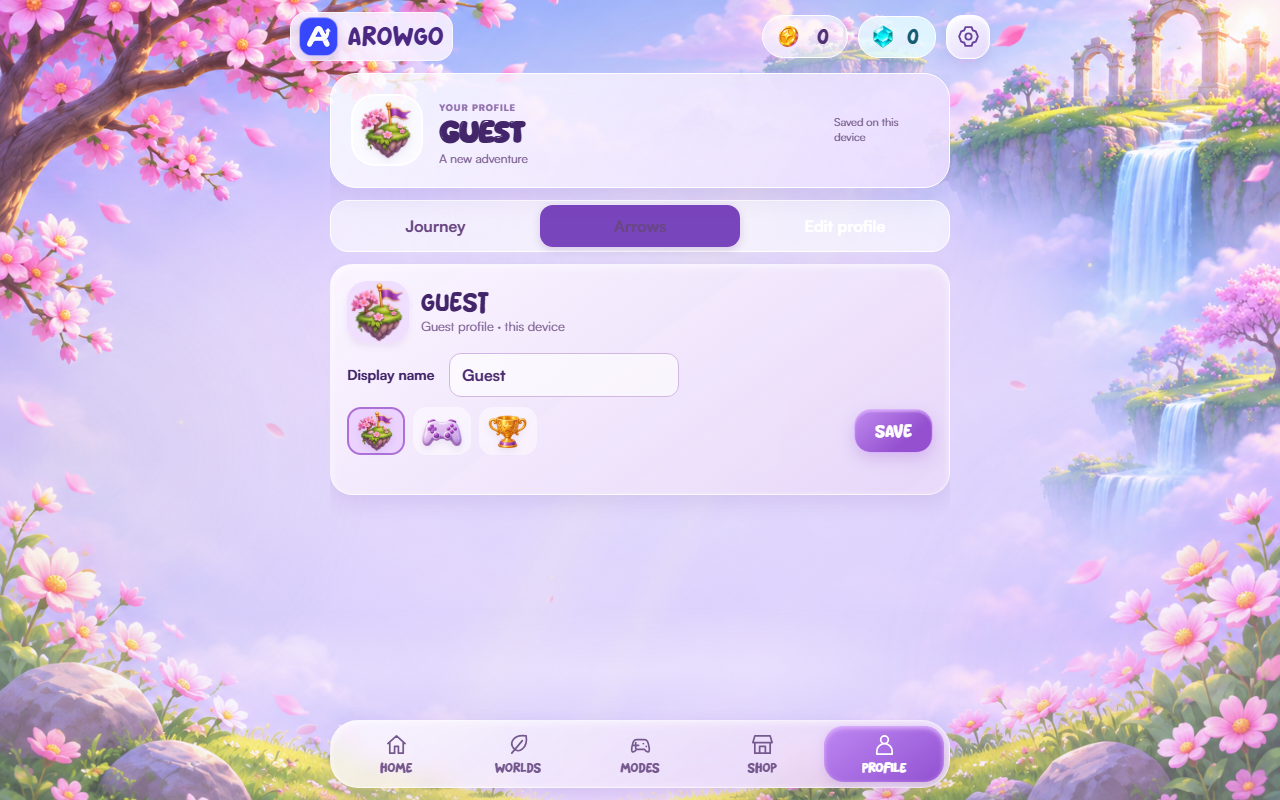 AROWGO
0
0
YOUR PROFILE
GUEST
A new adventure
Saved on this
device
Journey
Arrows
Edit profile
GUEST
Guest profile · this device
Display name
Guest
SAVE
HOME
WORLDS
MODES
SHOP
PROFILE